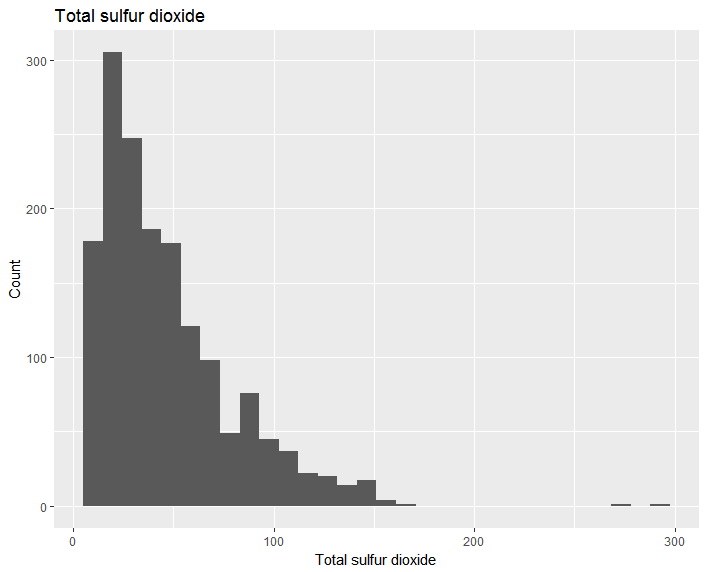 Total sulfur dioxide
300
200
100
0
Count
0 100 200 300
Total sulfur dioxide